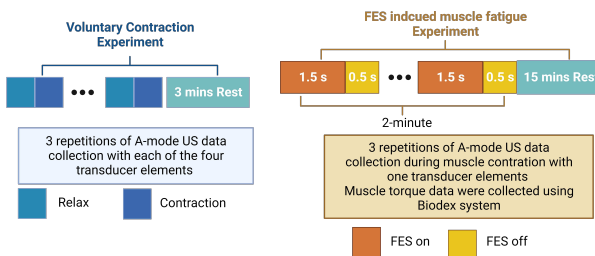 Voluntary Contraction
Experiment
3 mins Rest
3 repetitions of A-mode US data
collection with each of the four
transducer elements
Relax
Contraction
FES indcued muscle fatigue
Experiment
1.5 s
0.5 s
1.5 s
0.5 s
15 mins Rest
2-minute
3 repetitions of A-mode US data
collection during muscle contration with
one transducer elements
Muscle torque data were collected using
Biodex system
FES on
FES off